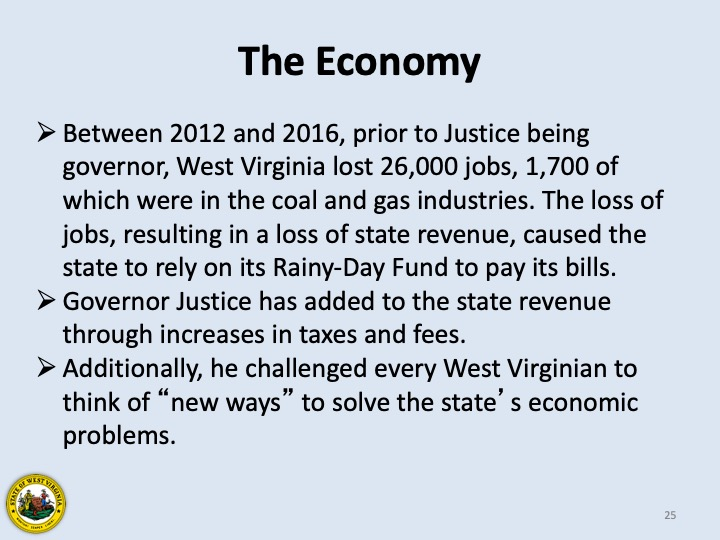 The Economy
➢ Between 2012 and 2016, prior to Justice being
governor, West Virginia lost 26,000 jobs, 1,700 of
which were in the coal and gas industries. The loss of
jobs, resulting in a loss of state revenue, caused the
state to rely on its Rainy-Day Fund to pay its bills.
➢ Governor Justice has added to the state revenue
through increases in taxes and fees.
➢ Additionally, he challenged every West Virginian to
think of “new ways” to solve the state’s economic
problems.
STATE OF WEST VIRGINIA
25